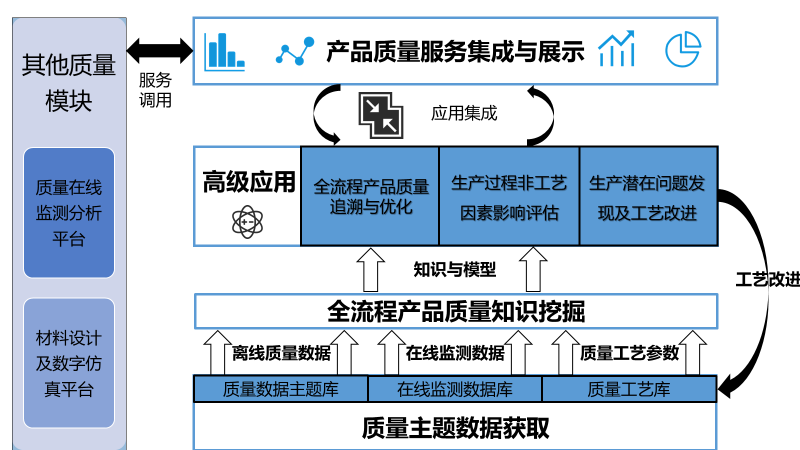 其他质量
模块
质量在线
监测分析
平台
材料设计
及数字仿
真平台
服务
调用
产品质量服务集成与展示
应用集成
高级应用
全流程产品质量
追溯与优化
生产过程非工艺
因素影响评估
生产潜在问题发
现及工艺改进
知识与模型
工艺改进
全流程产品质量知识挖掘
离线质量数据
在线监测数据
质量工艺参数
质量数据主题库
在线监测数据库
质量工艺库
质量主题数据获取